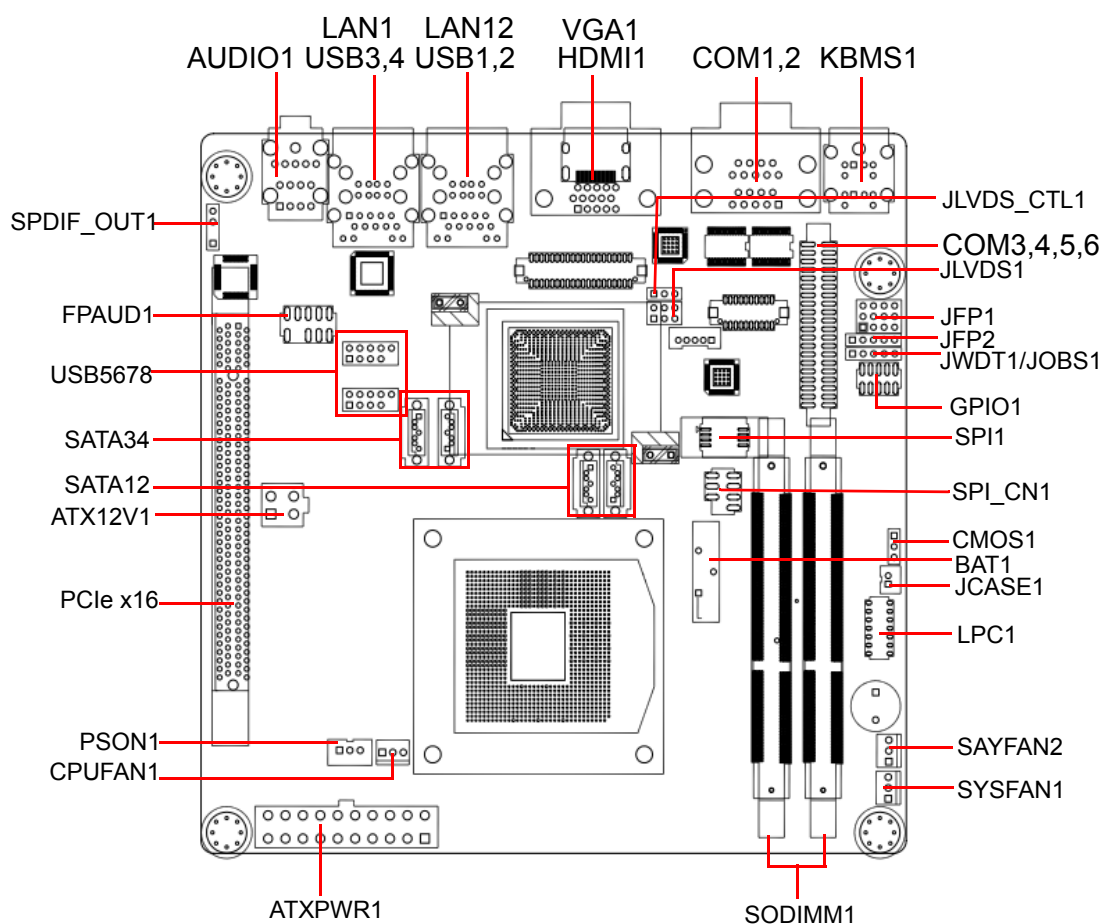 LAN1 LAN12 VGA1
AUDIO1 USB3,4 USB1,2 HDMI1 COM1,2 KBMS1
JLVDS_CTL1
SPDIF_OUT1
COM3,4,5,6
JLVDS1
FPAUD1
JFP1
JFP2
JWDT1/JOBS1
USB5678
GPIO1
SATA34
SPI1
SATA12
SPI_CN1
ATX12V1
CMOS1
BAT1
JCASE1
PCIe x16
LPC1
PSON1
SAYFAN2
CPUFAN1
SYSFAN1
ATXPWR1
SODIMM1